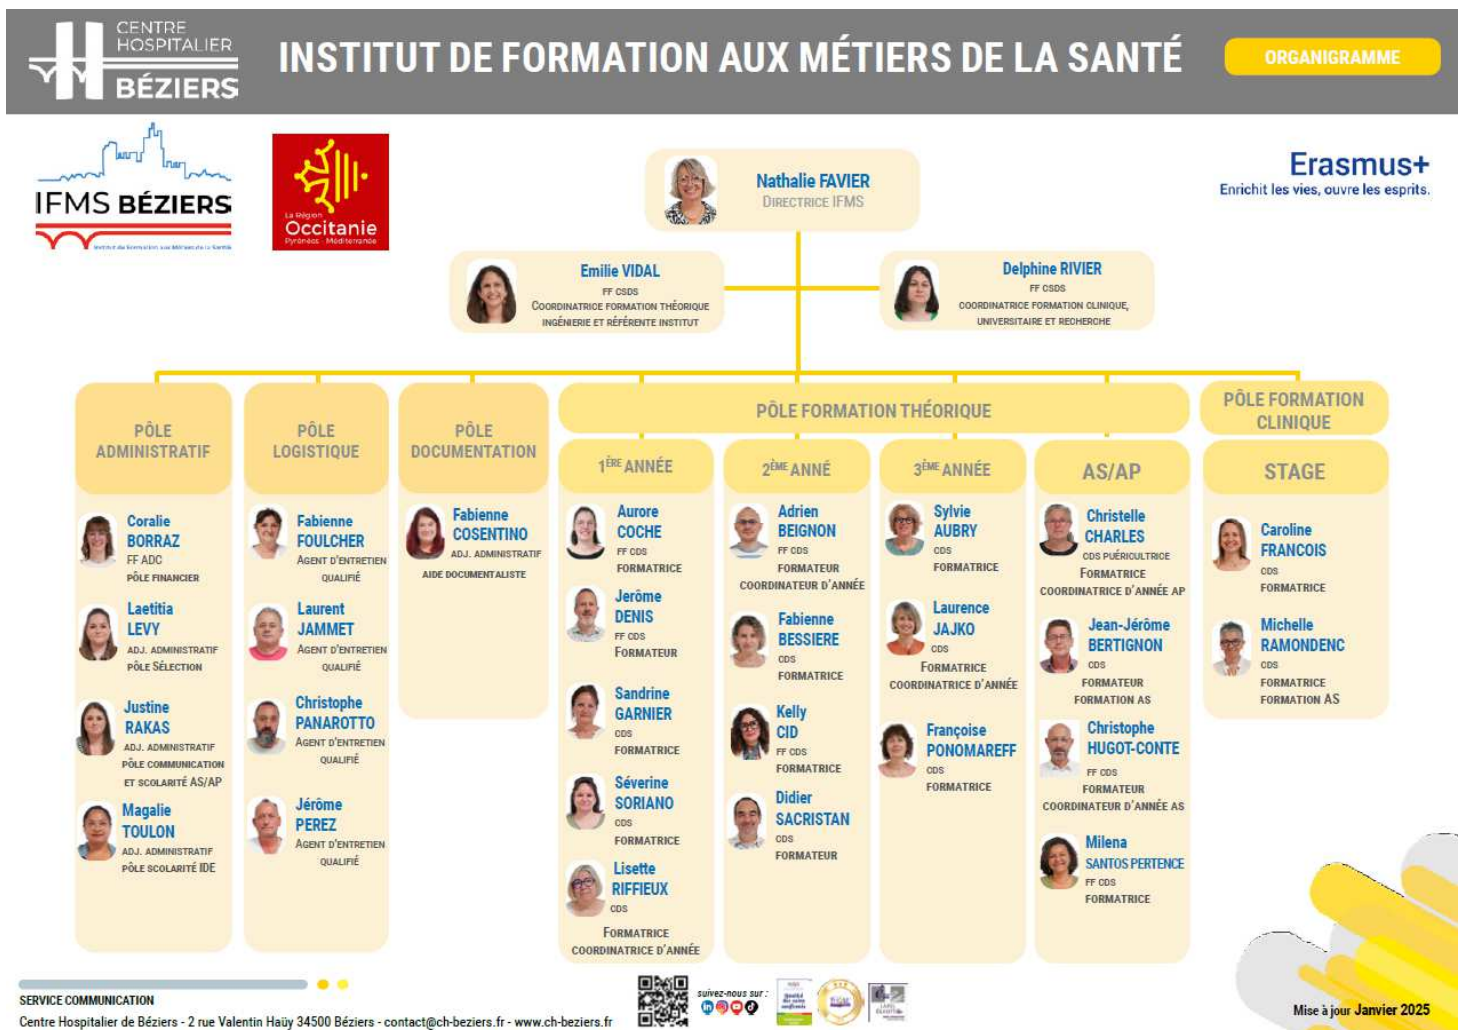 CENTRE
HOSPITALIER
BÉZIERS
INSTITUT DE FORMATION AUX MÉTIERS DE LA SANTÉ
ORGANIGRAMME
IFMS BÉZIERS
Institut de Formation aux Métiers de la Santé
La Région
Occitanie
Pyrénées - Méditerranée
Erasmus+
Enrichit les vies, ouvre les esprits.
Nathalie FAVIER
DIRECTRICE IFMS
Emilie VIDAL
FF CSDS
COORDINATRICE FORMATION THÉORIQUE
INGÉNIERIE ET RÉFÉRENTE INSTITUT
Delphine RIVIER
FF CSDS
COORDINATRICE FORMATION CLINIQUE,
UNIVERSITAIRE ET RECHERCHE
PÔLE
ADMINISTRATIF
Coralie
BORRAZ
FF ADC
PÔLE FINANCIER
Laetitia
LEVY
ADJ. ADMINISTRATIF
PÔLE SÉLECTION
Justine
RAKAS
ADJ. ADMINISTRATIF
PÔLE COMMUNICATION
ET SCOLARITÉ AS/AP
Magalie
TOULON
ADJ. ADMINISTRATIF
PÔLE SCOLARITÉ IDE
PÔLE
LOGISTIQUE
Fabienne
FOULCHER
AGENT D'ENTRETIEN
QUALIFIÉ
Laurent
JAMMET
AGENT D'ENTRETIEN
QUALIFIÉ
Christophe
PANAROTTO
AGENT D'ENTRETIEN
QUALIFIÉ
Jérôme
PEREZ
AGENT D'ENTRETIEN
QUALIFIÉ
PÔLE
DOCUMENTATION
Fabienne
COSENTINO
ADJ. ADMINISTRATIF
AIDE DOCUMENTALISTE
PÔLE FORMATION THÉORIQUE
1ÈRE ANNÉE
Aurore
COCHE
FF CDS
FORMATRICE
Jerôme
DENIS
FF CDS
FORMATEUR
Sandrine
GARNIER
CDS
FORMATRICE
Séverine
SORIANO
CDS
FORMATRICE
Lisette
RIFFIEUX
CDS
FORMATRICE
COORDINATRICE D'ANNÉE
2ÈME ANNÉ
Adrien
BEIGNON
FF CDS
FORMATEUR
COORDINATEUR D'ANNÉE
Fabienne
BESSIERE
CDS
FORMATRICE
Kelly
CID
FF CDS
FORMATRICE
Didier
SACRISTAN
CDS
FORMATEUR
3ÈME ANNÉE
Sylvie
AUBRY
CDS
FORMATRICE
Laurence
JAJKO
CDS
FORMATRICE
COORDINATRICE D'ANNÉE
Françoise
PONOMAREFF
CDS
FORMATRICE
AS/AP
Christelle
CHARLES
CDS PUÉRICULTRICE
FORMATRICE
COORDINATRICE D'ANNÉE AP
Jean-Jérôme
BERTIGNON
CDS
FORMATEUR
FORMATION AS
Christophe
HUGOT-CONTE
FF CDS
FORMATEUR
COORDINATEUR D'ANNÉE AS
Milena
SANTOS PERTENCE
FF CDS
FORMATRICE
PÔLE FORMATION
CLINIQUE
STAGE
Caroline
FRANCOIS
CDS
FORMATRICE
Michelle
RAMONDENC
CDS
FORMATRICE
FORMATION AS
SERVICE COMMUNICATION
Centre Hospitalier de Béziers - 2 rue Valentin Haüy 34500 Béziers - contact@ch-beziers.fr - www.ch-beziers.fr
suivez-nous sur :
Mise à jour Janvier 2025